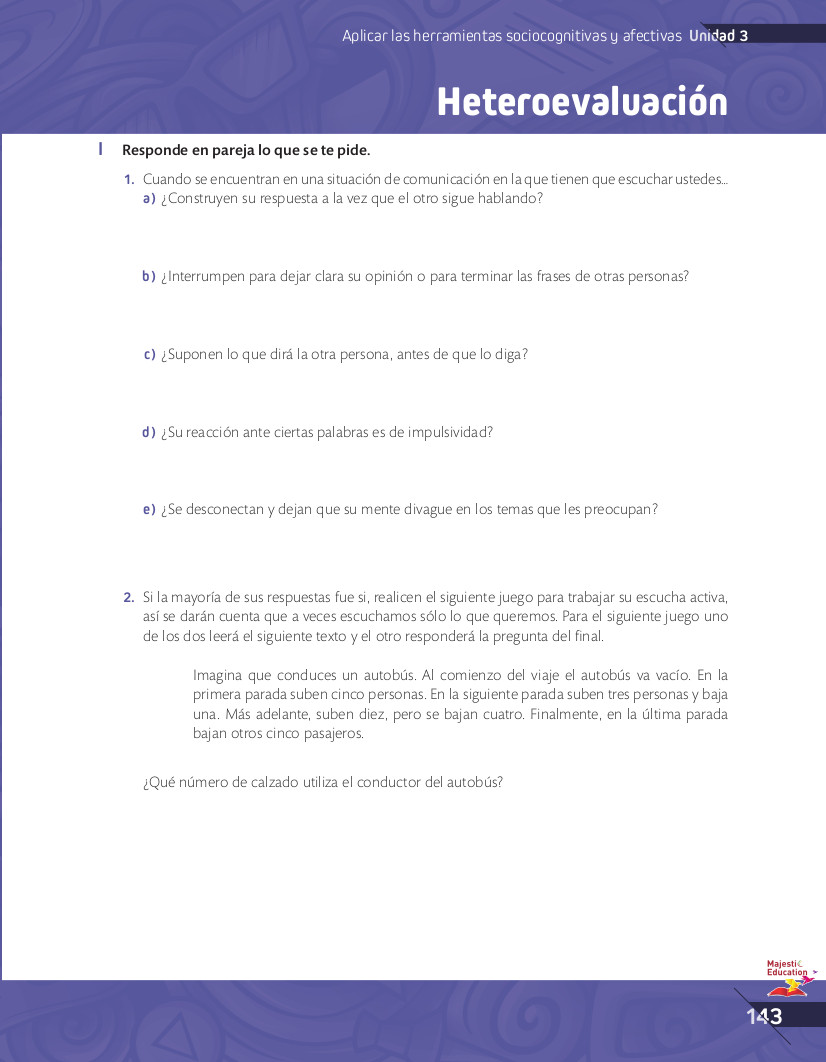 Aplicar las herramientas sociocognitivas y afectivas Unidad 3
Heteroevaluación
I Responde en pareja lo que se te pide.
1. Cuando se encuentran en una situación de comunicación en la que tienen que escuchar ustedes...
a) ¿Construyen su respuesta a la vez que el otro sigue hablando?
b) ¿Interrumpen para dejar clara su opinión o para terminar las frases de otras personas?
c) ¿Suponen lo que dirá la otra persona, antes de que lo diga?
d) ¿Su reacción ante ciertas palabras es de impulsividad?
e) ¿Se desconectan y dejan que su mente divague en los temas que les preocupan?
2. Si la mayoría de sus respuestas fue si, realicen el siguiente juego para trabajar su escucha activa,
así se darán cuenta que a veces escuchamos sólo lo que queremos. Para el siguiente juego uno
de los dos leerá el siguiente texto y el otro responderá la pregunta del final.
Imagina que conduces un autobús. Al comienzo del viaje el autobús va vacío. En la
primera parada suben cinco personas. En la siguiente parada suben tres personas y baja
una. Más adelante, suben diez, pero se bajan cuatro. Finalmente, en la última parada
bajan otros cinco pasajeros.
¿Qué número de calzado utiliza el conductor del autobús?
Majestic
Education
143